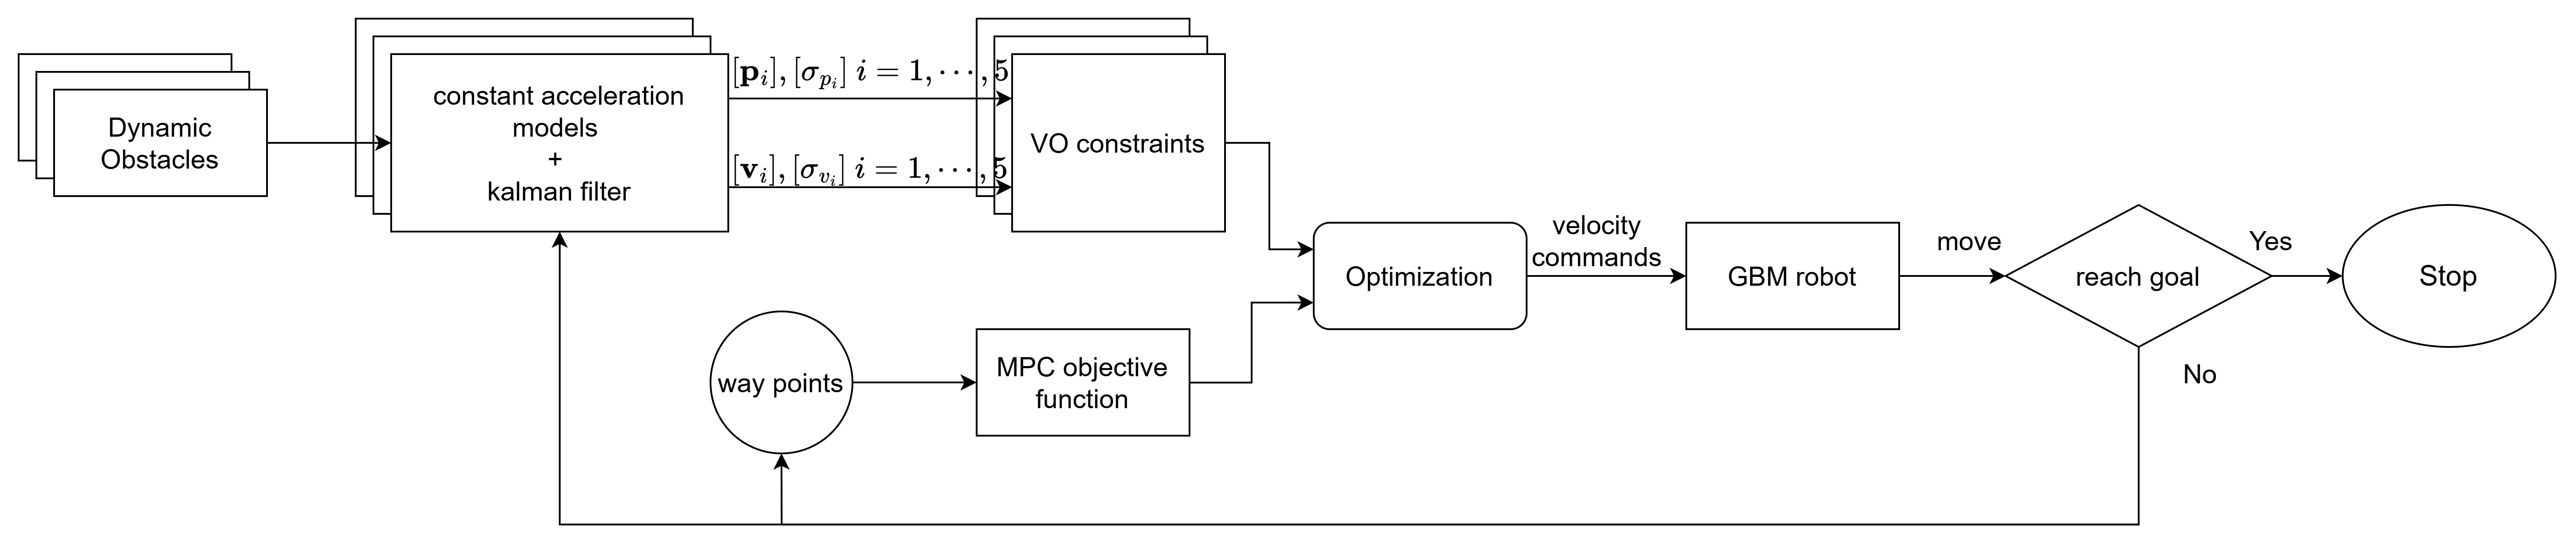 Dynamic
Obstacles
constant acceleration
models
+
kalman filter
[𝐩ᵢ], [σ_{pᵢ}] i = 1, ⋯, 5
[𝐯ᵢ], [σ_{vᵢ}] i = 1, ⋯, 5
VO constraints
way points
MPC objective
function
Optimization
velocity
commands
GBM robot
move
reach goal
Yes
No
Stop